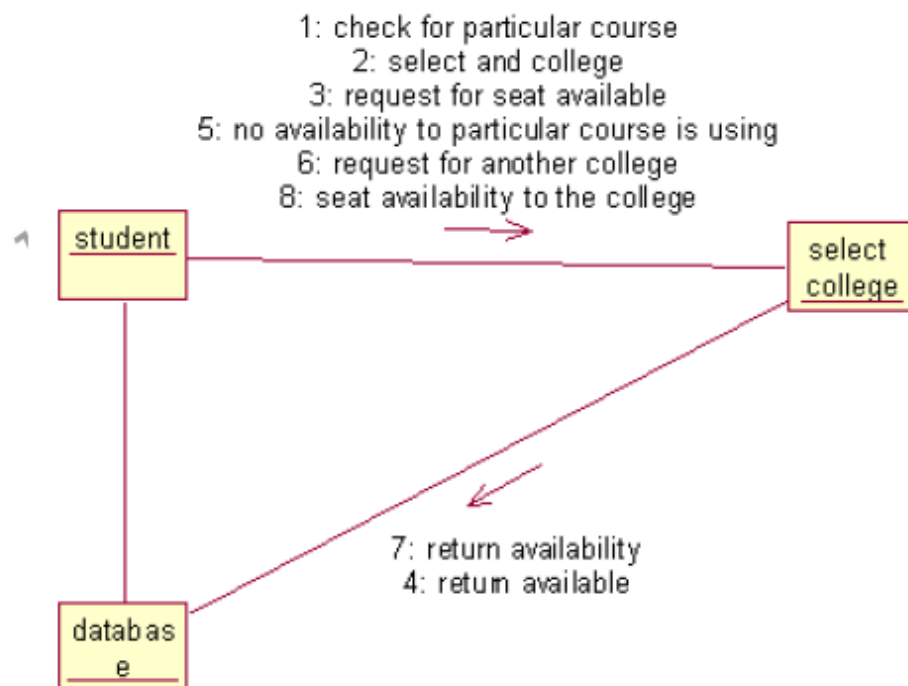 1: check for particular course
2: select and college
3: request for seat available
5: no availability to particular course is using
6: request for another college
8: seat availability to the college
student
select
college
7: return availability
4: return available
databas
e